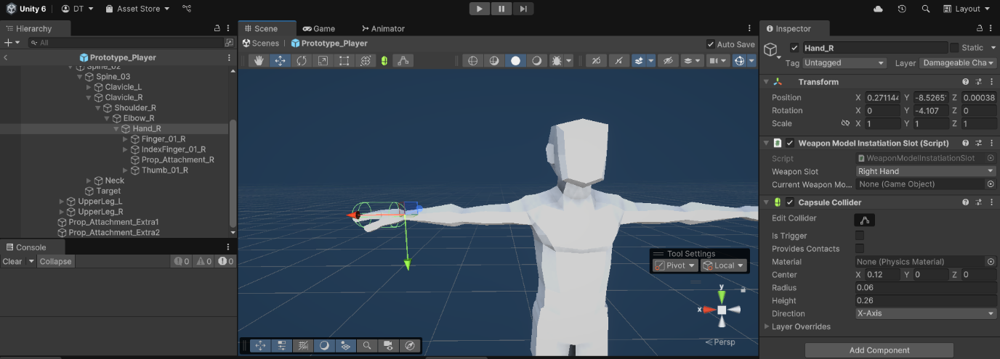 Unity 6 DT Asset Store Layout
Hierarchy Scene Game Animator Inspector
All Scenes Prototype_Player Auto Save Hand_R Static
Prototype_Player Tag Untagged Layer Damageable Cha
Spine_02
Spine_03 Transform
Clavicle_L Position X 0.271144 Y -8.5265 Z 0.00038
Clavicle_R Rotation X 0 Y -4.107 Z 0
Shoulder_R Scale X 1 Y 1 Z 1
Elbow_R
Hand_R Weapon Model Instatiation Slot (Script)
Finger_01_R Script WeaponModelInstatiationSlot
IndexFinger_01_R Weapon Slot Right Hand
Prop_Attachment_R Current Weapon Mo... None (Game Object)
Thumb_01_R
Neck Capsule Collider
Target Edit Collider
UpperLeg_L Is Trigger
UpperLeg_R Provides Contacts
Prop_Attachment_Extra1 Material None (Physics Material)
Prop_Attachment_Extra2 Center X 0.12 Y 0 Z 0
Console Tool Settings Radius 0.06
Clear Collapse 0 0 0 Pivot Local Height 0.26
y Direction X-Axis
x Layer Overrides
Persp Add Component